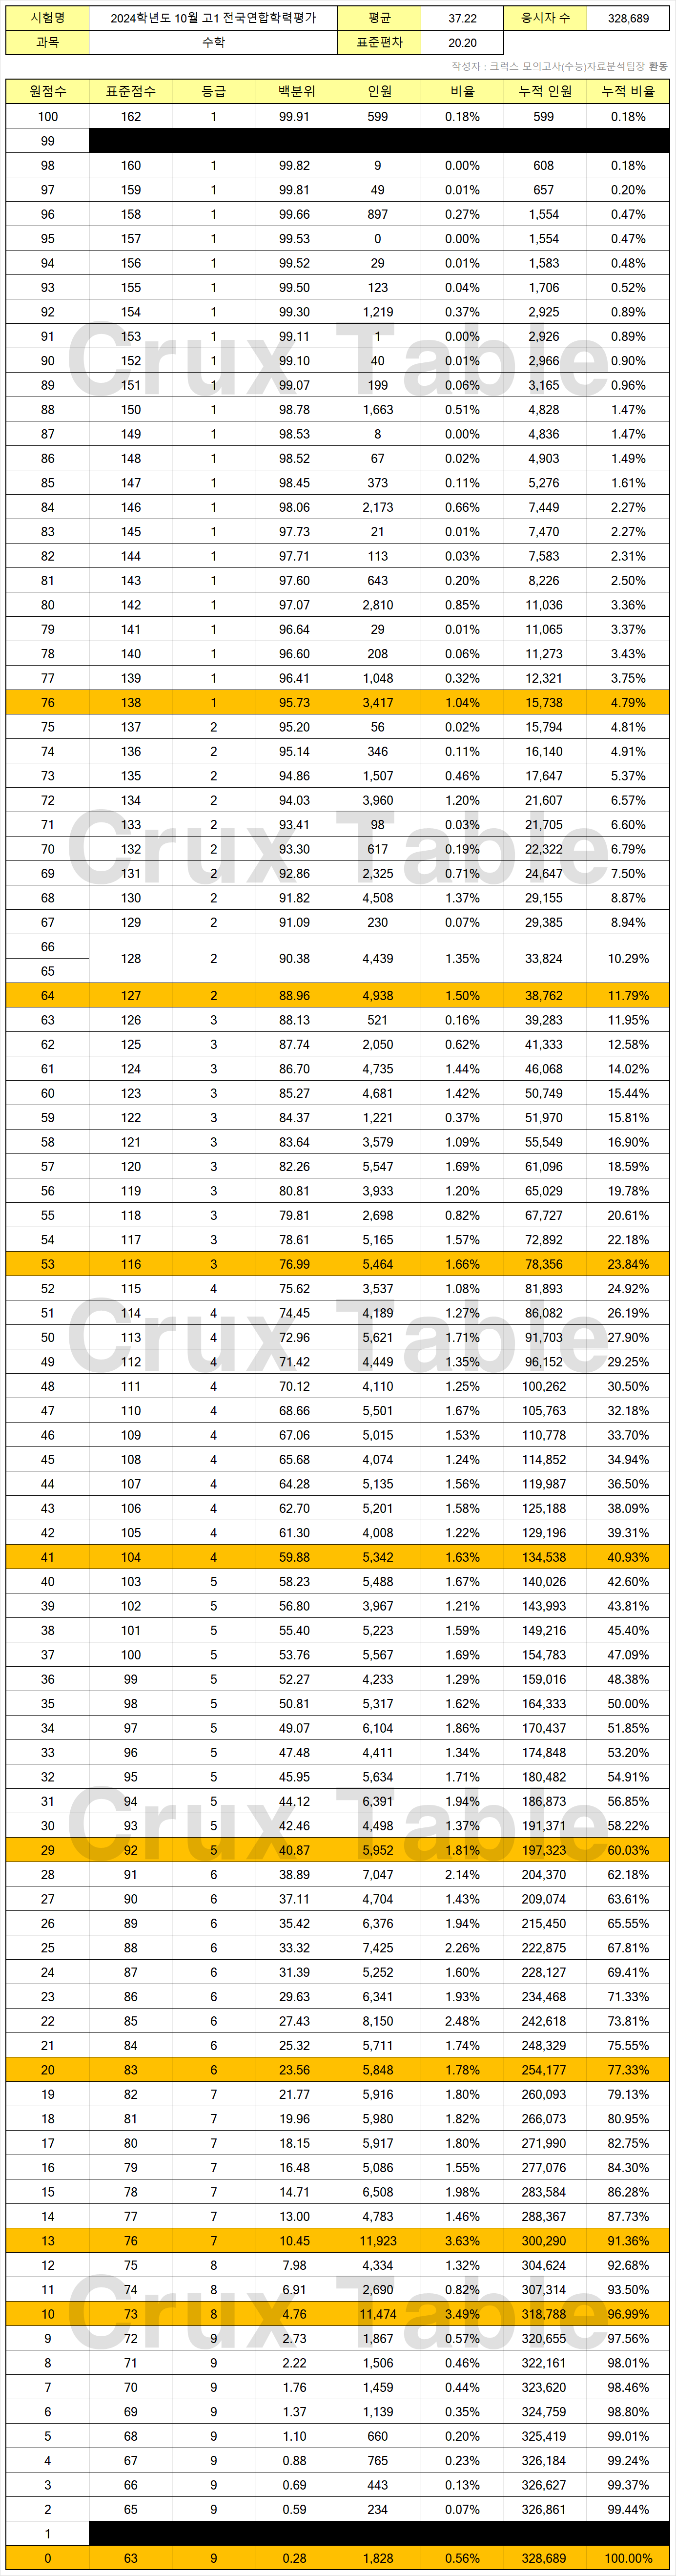 시험명 2024학년도 10월 고1 전국연합학력평가 평균 37.22 응시자 수 328,689
과목 수학 표준편차 20.20
작성자 : 크럭스 모의고사(수능)자료분석팀장 환동
원점수 표준점수 등급 백분위 인원 비율 누적 인원 누적 비율
100 162 1 99.91 599 0.18% 599 0.18%
99
98 160 1 99.82 9 0.00% 608 0.18%
97 159 1 99.81 49 0.01% 657 0.20%
96 158 1 99.66 897 0.27% 1,554 0.47%
95 157 1 99.53 0 0.00% 1,554 0.47%
94 156 1 99.52 29 0.01% 1,583 0.48%
93 155 1 99.50 123 0.04% 1,706 0.52%
92 154 1 99.30 1,219 0.37% 2,925 0.89%
91 153 1 99.11 1 0.00% 2,926 0.89%
Crux Table
90 152 1 99.10 40 0.01% 2,966 0.90%
89 151 1 99.07 199 0.06% 3,165 0.96%
88 150 1 98.78 1,663 0.51% 4,828 1.47%
87 149 1 98.53 8 0.00% 4,836 1.47%
86 148 1 98.52 67 0.02% 4,903 1.49%
85 147 1 98.45 373 0.11% 5,276 1.61%
84 146 1 98.06 2,173 0.66% 7,449 2.27%
83 145 1 97.73 21 0.01% 7,470 2.27%
82 144 1 97.71 113 0.03% 7,583 2.31%
81 143 1 97.60 643 0.20% 8,226 2.50%
80 142 1 97.07 2,810 0.85% 11,036 3.36%
79 141 1 96.64 29 0.01% 11,065 3.37%
78 140 1 96.60 208 0.06% 11,273 3.43%
77 139 1 96.41 1,048 0.32% 12,321 3.75%
76 138 1 95.73 3,417 1.04% 15,738 4.79%
75 137 2 95.20 56 0.02% 15,794 4.81%
74 136 2 95.14 346 0.11% 16,140 4.91%
73 135 2 94.86 1,507 0.46% 17,647 5.37%
72 134 2 94.03 3,960 1.20% 21,607 6.57%
71 133 2 93.41 98 0.03% 21,705 6.60%
Crux Table
70 132 2 93.30 617 0.19% 22,322 6.79%
69 131 2 92.86 2,325 0.71% 24,647 7.50%
68 130 2 91.82 4,508 1.37% 29,155 8.87%
67 129 2 91.09 230 0.07% 29,385 8.94%
66
128 2 90.38 4,439 1.35% 33,824 10.29%
65
64 127 2 88.96 4,938 1.50% 38,762 11.79%
63 126 3 88.13 521 0.16% 39,283 11.95%
62 125 3 87.74 2,050 0.62% 41,333 12.58%
61 124 3 86.70 4,735 1.44% 46,068 14.02%
60 123 3 85.27 4,681 1.42% 50,749 15.44%
59 122 3 84.37 1,221 0.37% 51,970 15.81%
58 121 3 83.64 3,579 1.09% 55,549 16.90%
57 120 3 82.26 5,547 1.69% 61,096 18.59%
56 119 3 80.81 3,933 1.20% 65,029 19.78%
55 118 3 79.81 2,698 0.82% 67,727 20.61%
54 117 3 78.61 5,165 1.57% 72,892 22.18%
53 116 3 76.99 5,464 1.66% 78,356 23.84%
52 115 4 75.62 3,537 1.08% 81,893 24.92%
51 114 4 74.45 4,189 1.27% 86,082 26.19%
Crux Table
50 113 4 72.96 5,621 1.71% 91,703 27.90%
49 112 4 71.42 4,449 1.35% 96,152 29.25%
48 111 4 70.12 4,110 1.25% 100,262 30.50%
47 110 4 68.66 5,501 1.67% 105,763 32.18%
46 109 4 67.06 5,015 1.53% 110,778 33.70%
45 108 4 65.68 4,074 1.24% 114,852 34.94%
44 107 4 64.28 5,135 1.56% 119,987 36.50%
43 106 4 62.70 5,201 1.58% 125,188 38.09%
42 105 4 61.30 4,008 1.22% 129,196 39.31%
41 104 4 59.88 5,342 1.63% 134,538 40.93%
40 103 5 58.23 5,488 1.67% 140,026 42.60%
39 102 5 56.80 3,967 1.21% 143,993 43.81%
38 101 5 55.40 5,223 1.59% 149,216 45.40%
37 100 5 53.76 5,567 1.69% 154,783 47.09%
36 99 5 52.27 4,233 1.29% 159,016 48.38%
35 98 5 50.81 5,317 1.62% 164,333 50.00%
34 97 5 49.07 6,104 1.86% 170,437 51.85%
33 96 5 47.48 4,411 1.34% 174,848 53.20%
32 95 5 45.95 5,634 1.71% 180,482 54.91%
31 94 5 44.12 6,391 1.94% 186,873 56.85%
Crux Table
30 93 5 42.46 4,498 1.37% 191,371 58.22%
29 92 5 40.87 5,952 1.81% 197,323 60.03%
28 91 6 38.89 7,047 2.14% 204,370 62.18%
27 90 6 37.11 4,704 1.43% 209,074 63.61%
26 89 6 35.42 6,376 1.94% 215,450 65.55%
25 88 6 33.32 7,425 2.26% 222,875 67.81%
24 87 6 31.39 5,252 1.60% 228,127 69.41%
23 86 6 29.63 6,341 1.93% 234,468 71.33%
22 85 6 27.43 8,150 2.48% 242,618 73.81%
21 84 6 25.32 5,711 1.74% 248,329 75.55%
20 83 6 23.56 5,848 1.78% 254,177 77.33%
19 82 7 21.77 5,916 1.80% 260,093 79.13%
18 81 7 19.96 5,980 1.82% 266,073 80.95%
17 80 7 18.15 5,917 1.80% 271,990 82.75%
16 79 7 16.48 5,086 1.55% 277,076 84.30%
15 78 7 14.71 6,508 1.98% 283,584 86.28%
14 77 7 13.00 4,783 1.46% 288,367 87.73%
13 76 7 10.45 11,923 3.63% 300,290 91.36%
12 75 8 7.98 4,334 1.32% 304,624 92.68%
11 74 8 6.91 2,690 0.82% 307,314 93.50%
Crux Table
10 73 8 4.76 11,474 3.49% 318,788 96.99%
9 72 9 2.73 1,867 0.57% 320,655 97.56%
8 71 9 2.22 1,506 0.46% 322,161 98.01%
7 70 9 1.76 1,459 0.44% 323,620 98.46%
6 69 9 1.37 1,139 0.35% 324,759 98.80%
5 68 9 1.10 660 0.20% 325,419 99.01%
4 67 9 0.88 765 0.23% 326,184 99.24%
3 66 9 0.69 443 0.13% 326,627 99.37%
2 65 9 0.59 234 0.07% 326,861 99.44%
1
0 63 9 0.28 1,828 0.56% 328,689 100.00%